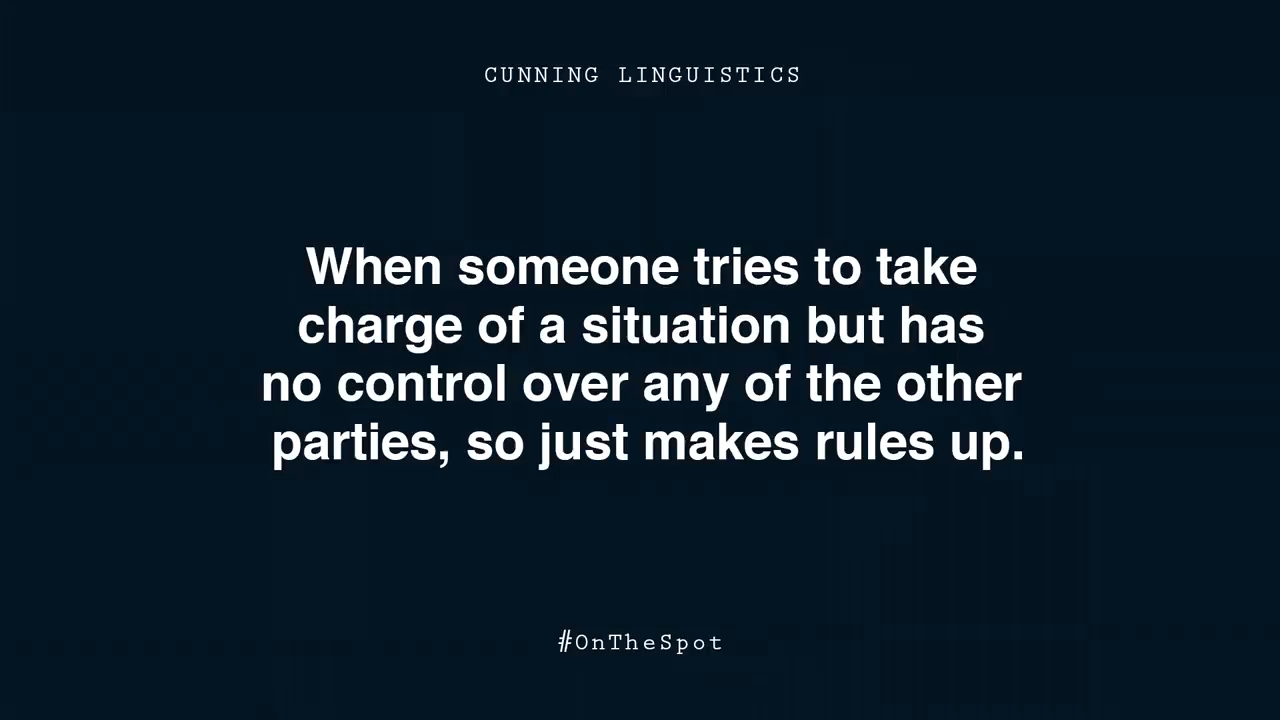 CUNNING LINGUISTICS
When someone tries to take
charge of a situation but has
no control over any of the other
parties, so just makes rules up.
#OnTheSpot